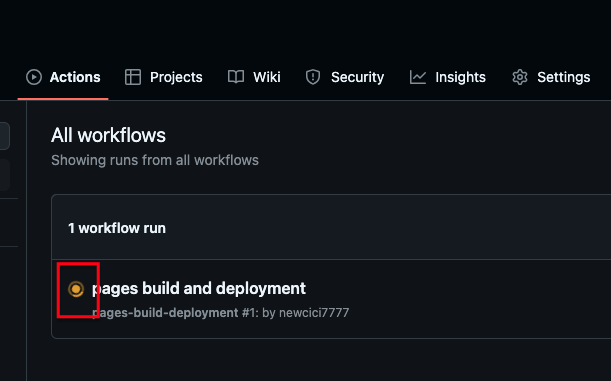 Actions Projects Wiki Security Insights Settings
All workflows
Showing runs from all workflows
1 workflow run
pages build and deployment
pages-build-deployment #1: by newcici7777